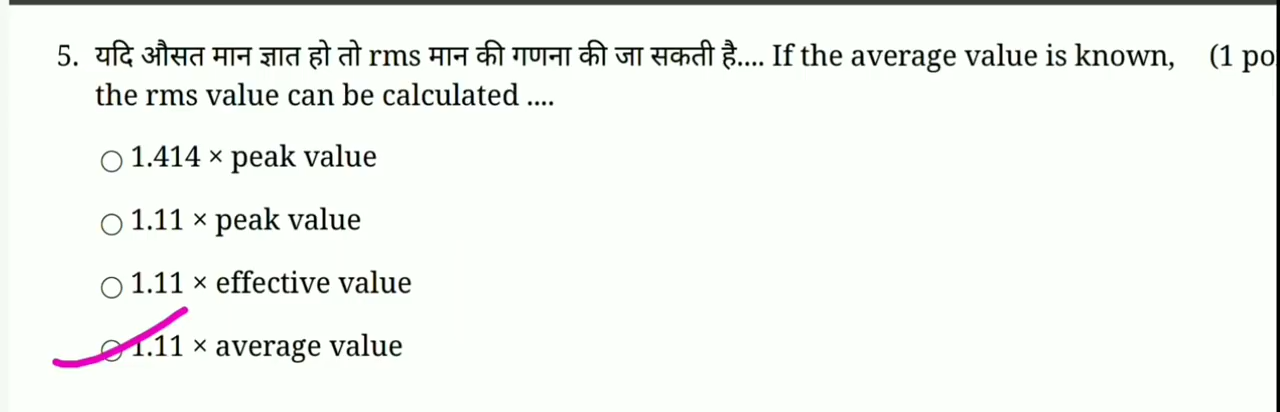 5. यदि औसत मान ज्ञात हो तो rms मान की गणना की जा सकती है.... If the average value is known, (1 po
the rms value can be calculated ....
1.414 × peak value
1.11 × peak value
1.11 × effective value
1.11 × average value